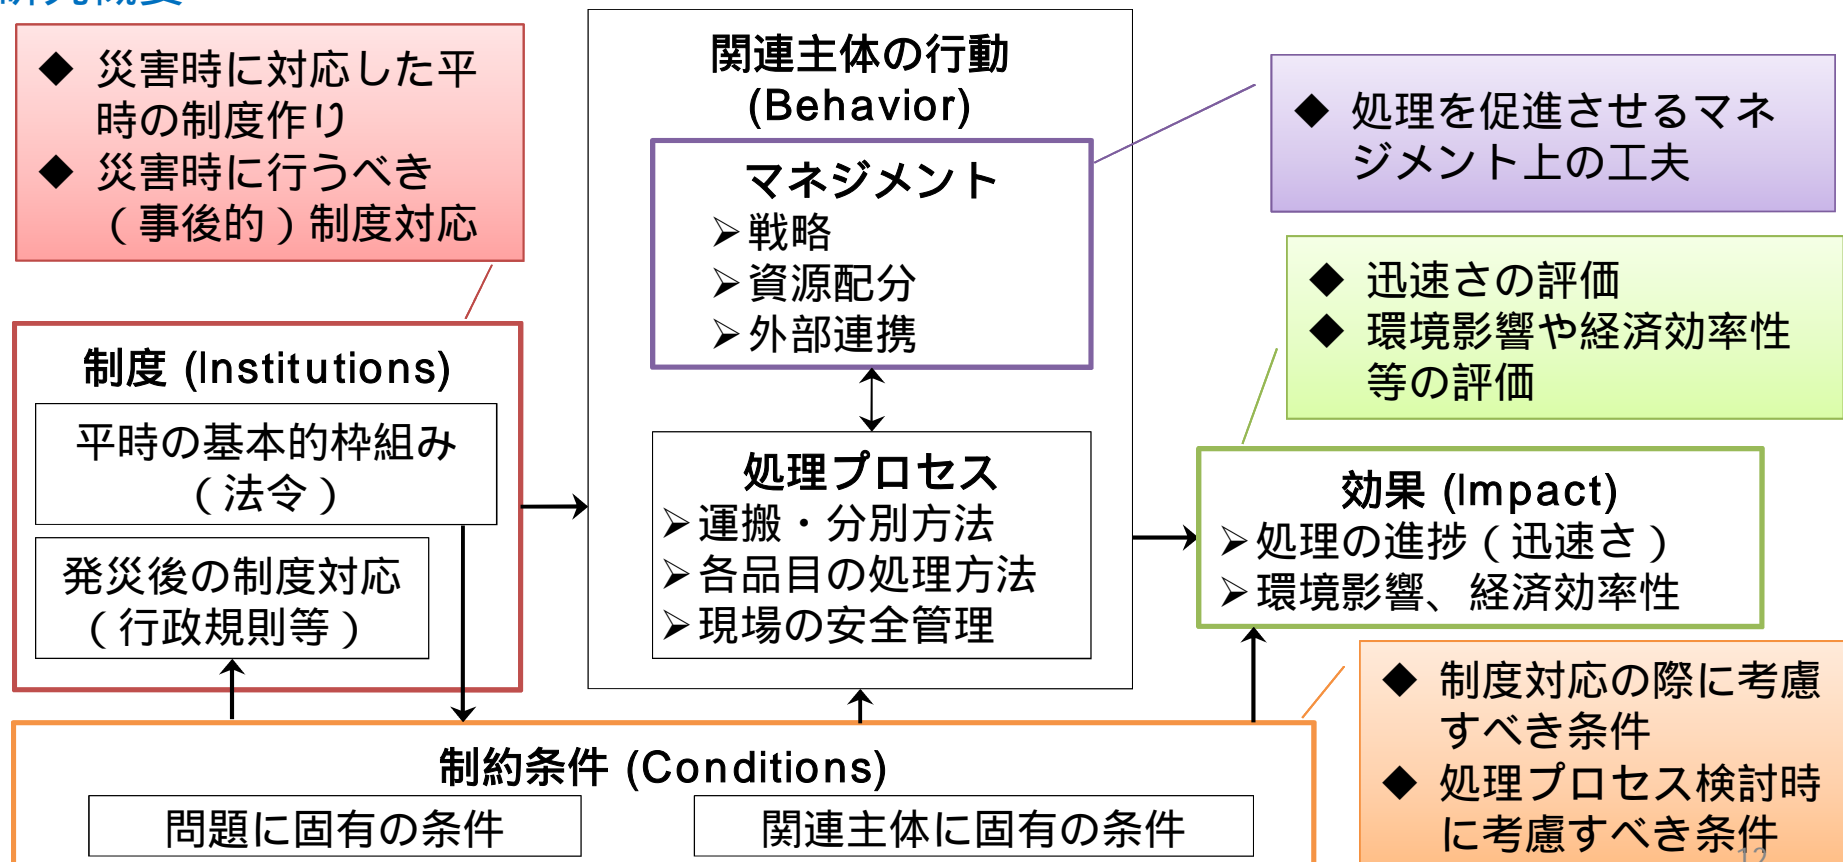 研究概要
◆ 災害時に対応した平
時の制度作り
◆ 災害時に行うべき
（事後的）制度対応
関連主体の行動
(Behavior)
マネジメント
➢戦略
➢資源配分
➢外部連携
◆ 処理を促進させるマネ
ジメント上の工夫
◆ 迅速さの評価
◆ 環境影響や経済効率性
等の評価
制度 (Institutions)
平時の基本的枠組み
（法令）
発災後の制度対応
（行政規則等）
処理プロセス
➢運搬・分別方法
➢各品目の処理方法
➢現場の安全管理
効果 (Impact)
➢処理の進捗（迅速さ）
➢環境影響、経済効率性
制約条件 (Conditions)
問題に固有の条件
関連主体に固有の条件
◆ 制度対応の際に考慮
すべき条件
◆ 処理プロセス検討時
に考慮すべき条件
12